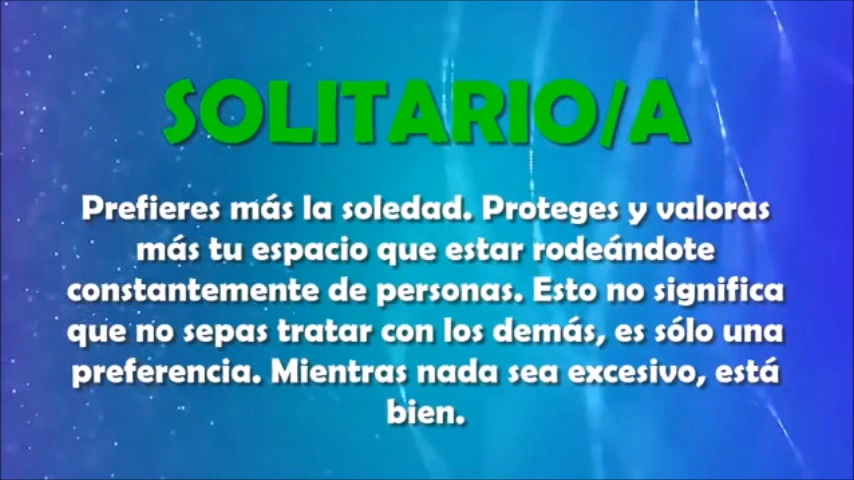 SOLITARIO/A
Prefieres más la soledad. Proteges y valoras
más tu espacio que estar rodeándote
constantemente de personas. Esto no significa
que no sepas tratar con los demás, es sólo una
preferencia. Mientras nada sea excesivo, está
bien.